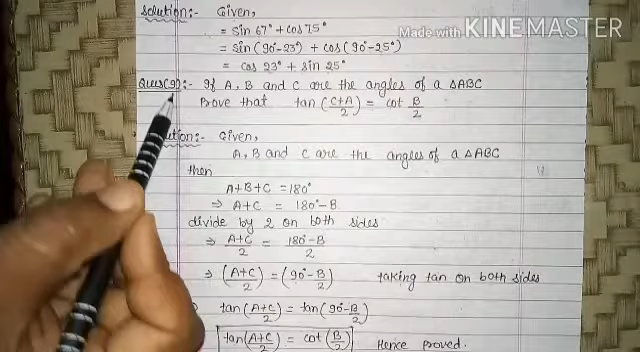 Solution:- Given,
= sin 67° + cos 75°
= sin (90°-23°) + cos (90°-25°)
= cos 23° + sin 25°
Ques(9):- If A, B and C are the angles of a △ABC
Prove that tan (C+A/2) = cot B/2
Given,
A, B and C are the angles of a △ABC
then
A+B+C = 180°
⇒ A+C = 180°-B
divide by 2 on both sides
⇒ A+C/2 = 180°-B/2
⇒ (A+C/2) = (90°-B/2) taking tan on both sides
tan(A+C/2) = tan(90°-B/2)
tan(A+C/2) = cot(B/2) Hence proved.
Made with KINEMASTER